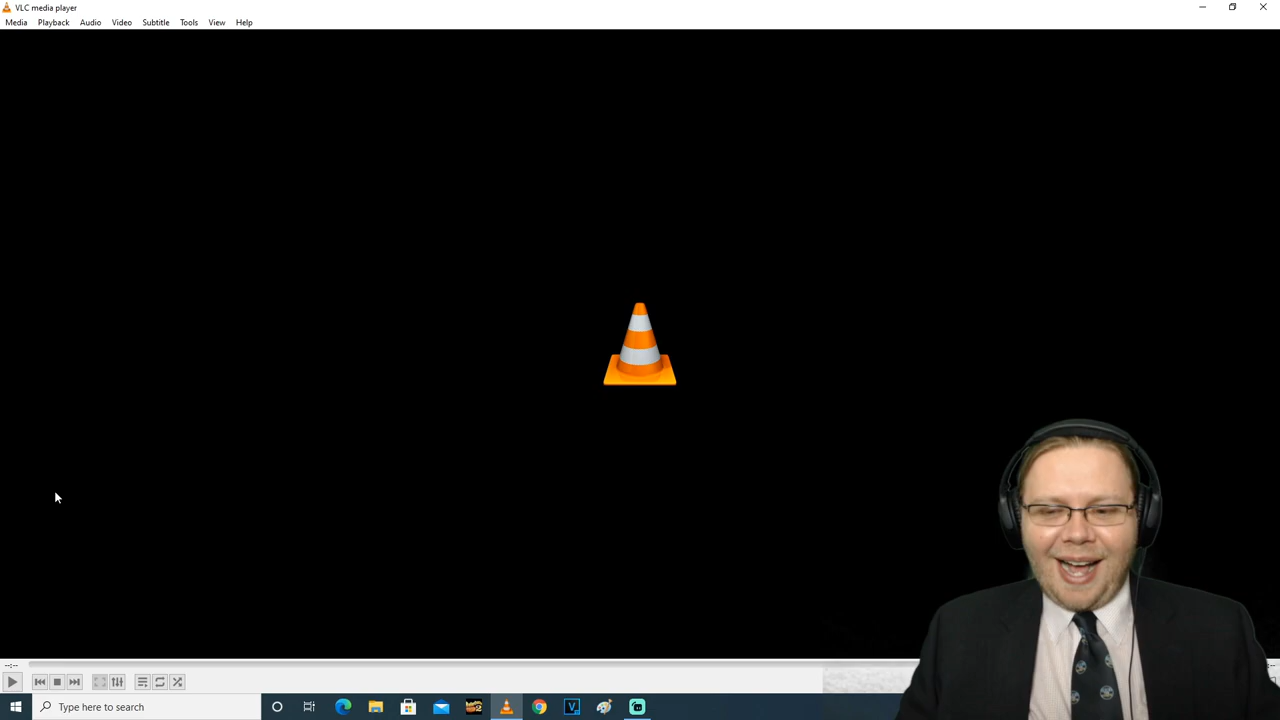 VLC media player
Media Playback Audio Video Subtitle Tools View Help
--:--
Type here to search